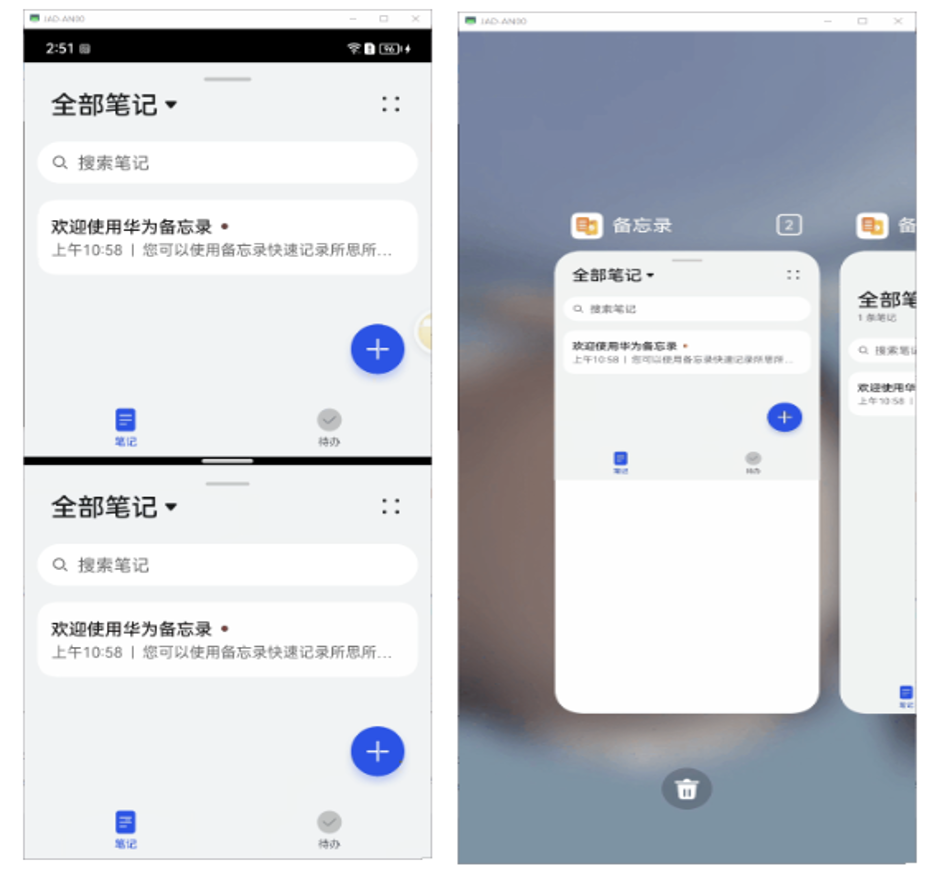 JAD-AN00
2:51
96
全部笔记
搜索笔记
欢迎使用华为备忘录
上午10:58 | 您可以使用备忘录快速记录所思所...
笔记
待办
全部笔记
搜索笔记
欢迎使用华为备忘录
上午10:58 | 您可以使用备忘录快速记录所思所...
笔记
待办
JAD-AN00
备忘录
2
全部笔记
搜索笔记
欢迎使用华为备忘录
上午10:58 | 您可以使用备忘录快速记录所思所...
笔记
待办
备
全部笔
1 条笔记
搜索笔记
欢迎使用华
上午10:58 |
笔记